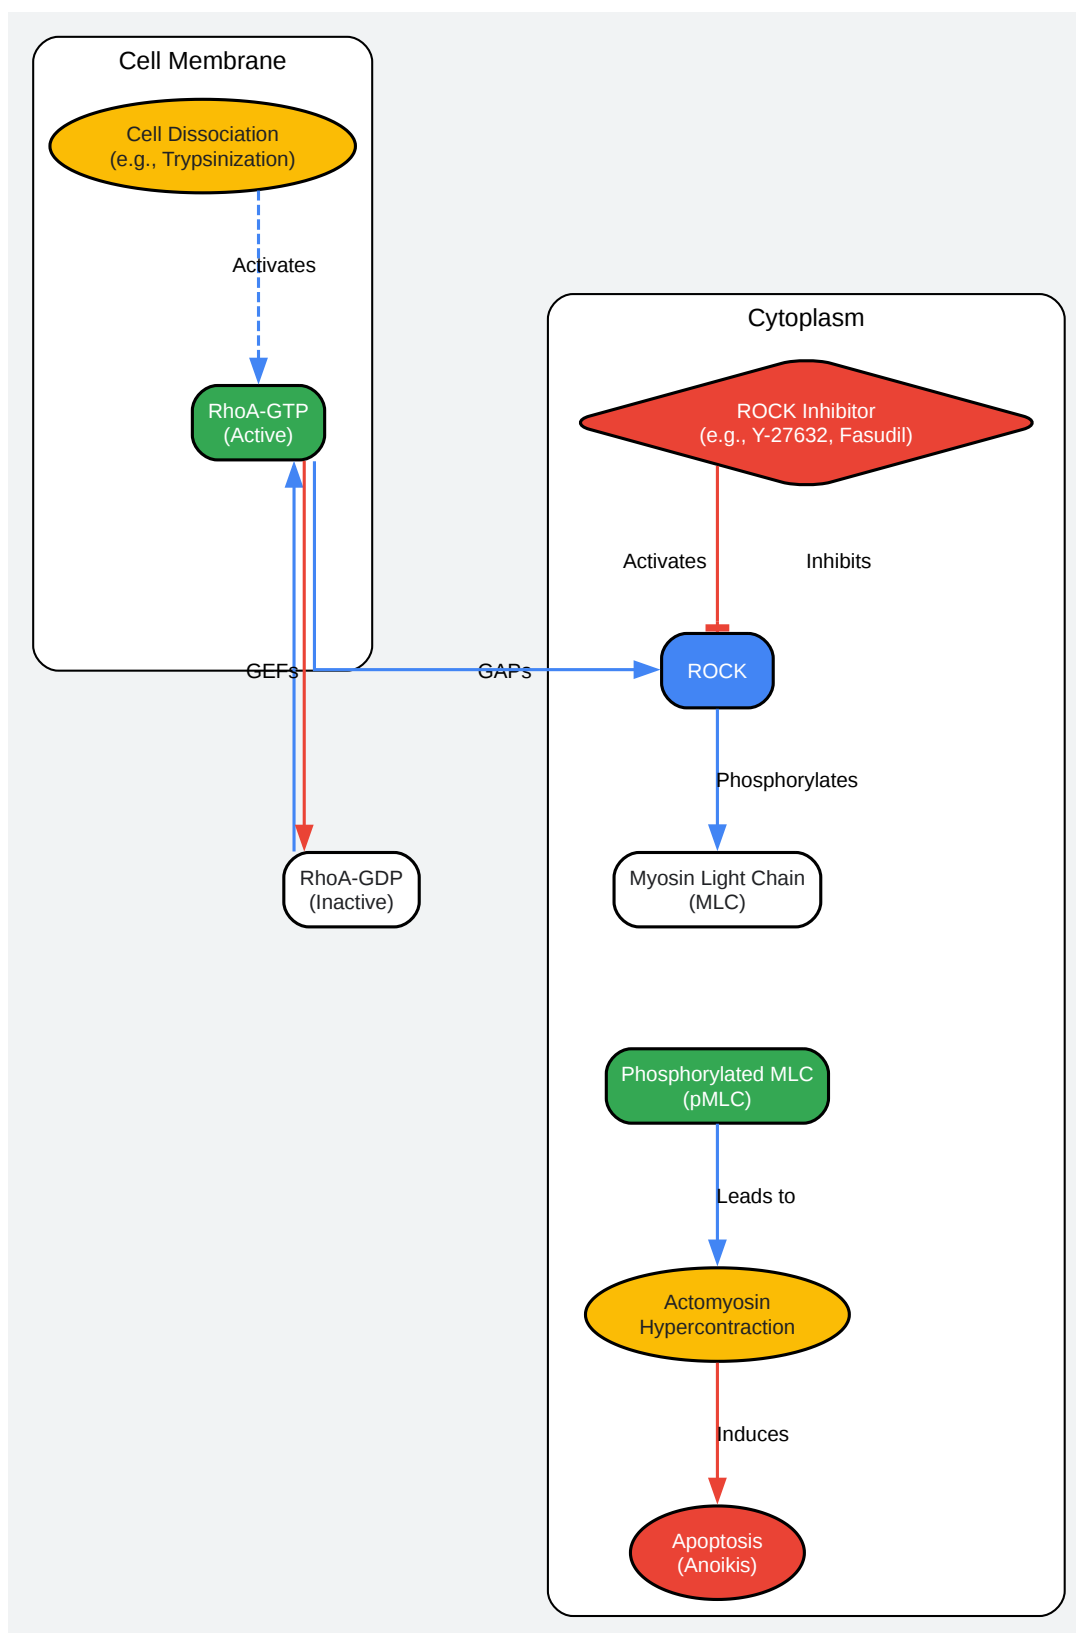 Cell Membrane
Cell Dissociation
(e.g., Trypsinization)
Activates
RhoA-GTP
(Active)
Cytoplasm
ROCK Inhibitor
(e.g., Y-27632, Fasudil)
Activates
Inhibits
GEFs
GAPs
ROCK
Phosphorylates
RhoA-GDP
(Inactive)
Myosin Light Chain
(MLC)
Phosphorylated MLC
(pMLC)
Leads to
Actomyosin
Hypercontraction
Induces
Apoptosis
(Anoikis)